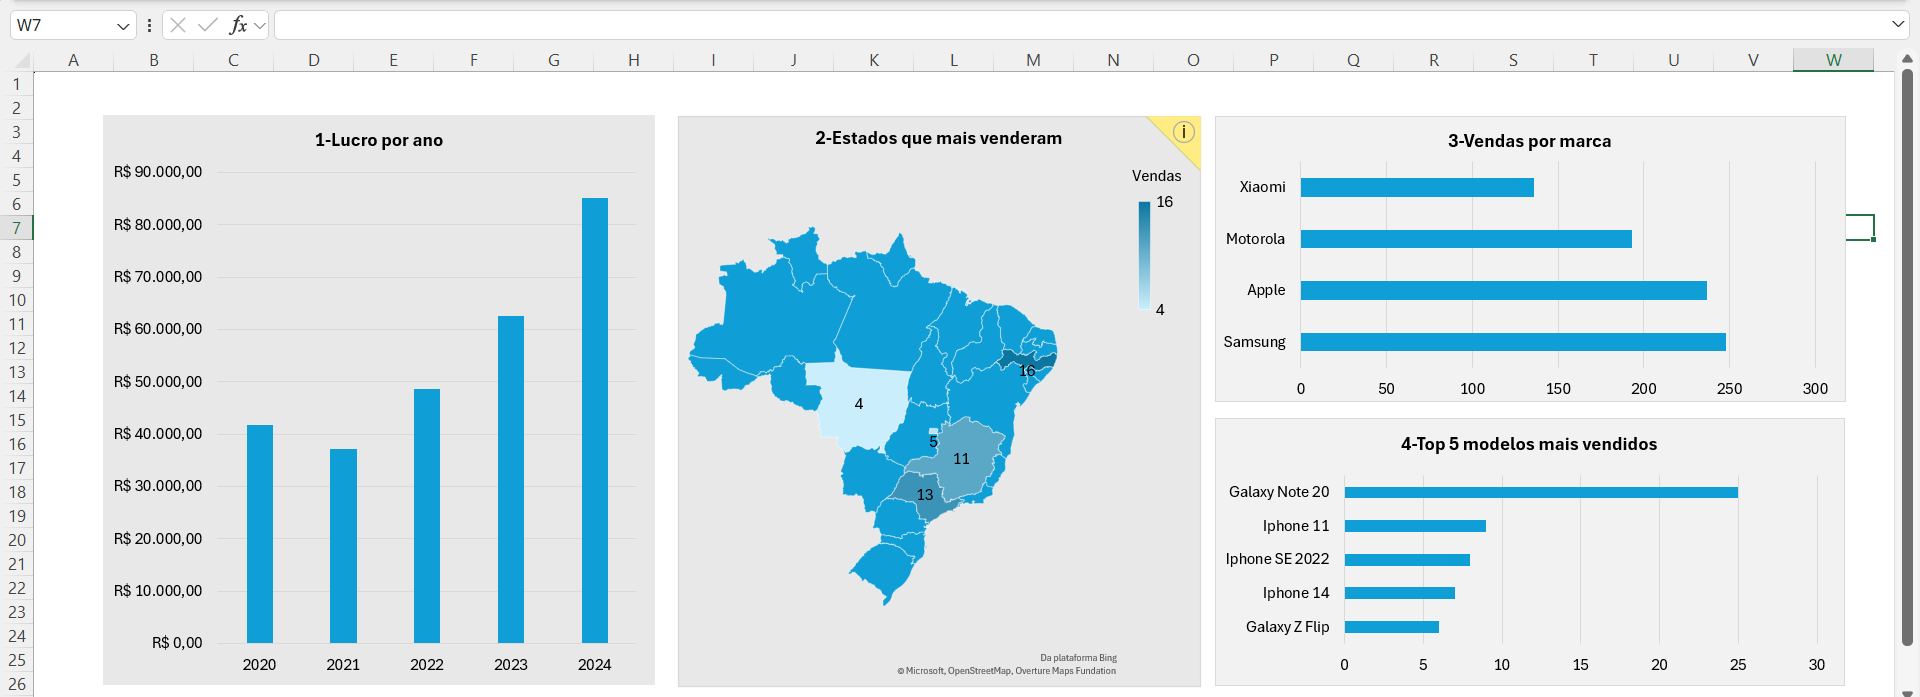 W7
fx
A B C D E F G H I J K L M N O P Q R S T U V W
1
2
3
4
5
6
7
8
9
10
11
12
13
14
15
16
17
18
19
20
21
22
23
24
25
26
1-Lucro por ano
R$ 90.000,00
R$ 80.000,00
R$ 70.000,00
R$ 60.000,00
R$ 50.000,00
R$ 40.000,00
R$ 30.000,00
R$ 20.000,00
R$ 10.000,00
R$ 0,00
2020 2021 2022 2023 2024
2-Estados que mais venderam
i
Vendas
16
4
16
4
5
11
13
Da plataforma Bing
© Microsoft, OpenStreetMap, Overture Maps Fundation
3-Vendas por marca
Xiaomi
Motorola
Apple
Samsung
0 50 100 150 200 250 300
4-Top 5 modelos mais vendidos
Galaxy Note 20
Iphone 11
Iphone SE 2022
Iphone 14
Galaxy Z Flip
0 5 10 15 20 25 30